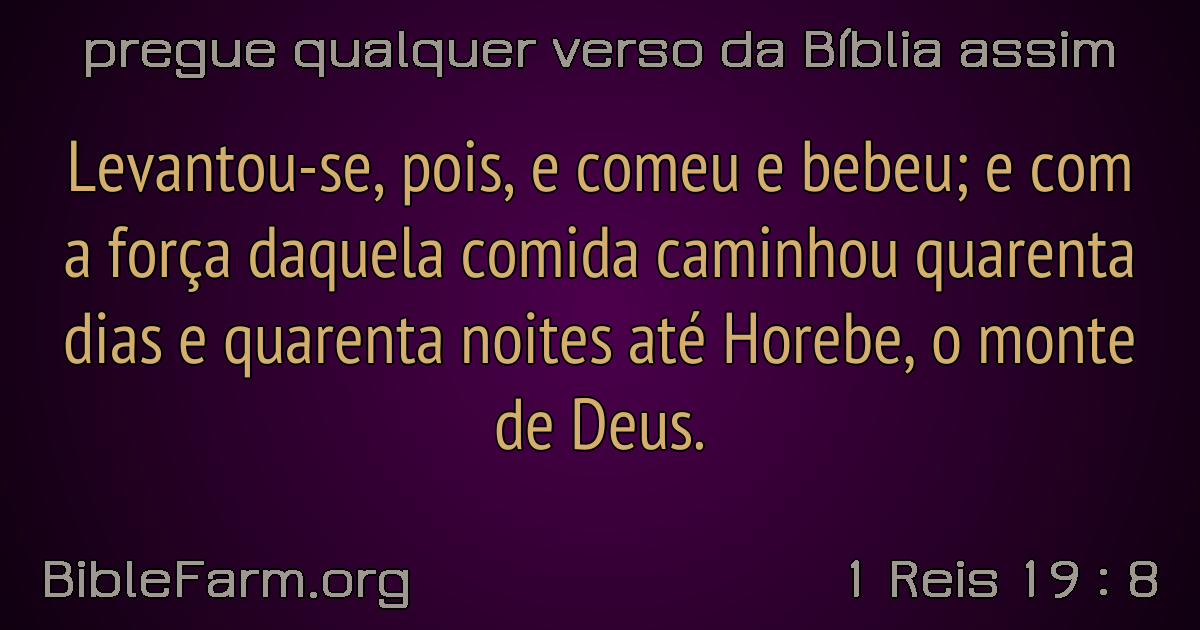 pregue qualquer verso da Bíblia assim
Levantou-se, pois, e comeu e bebeu; e com
a força daquela comida caminhou quarenta
dias e quarenta noites até Horebe, o monte
de Deus.
BibleFarm.org
1 Reis 19 : 8